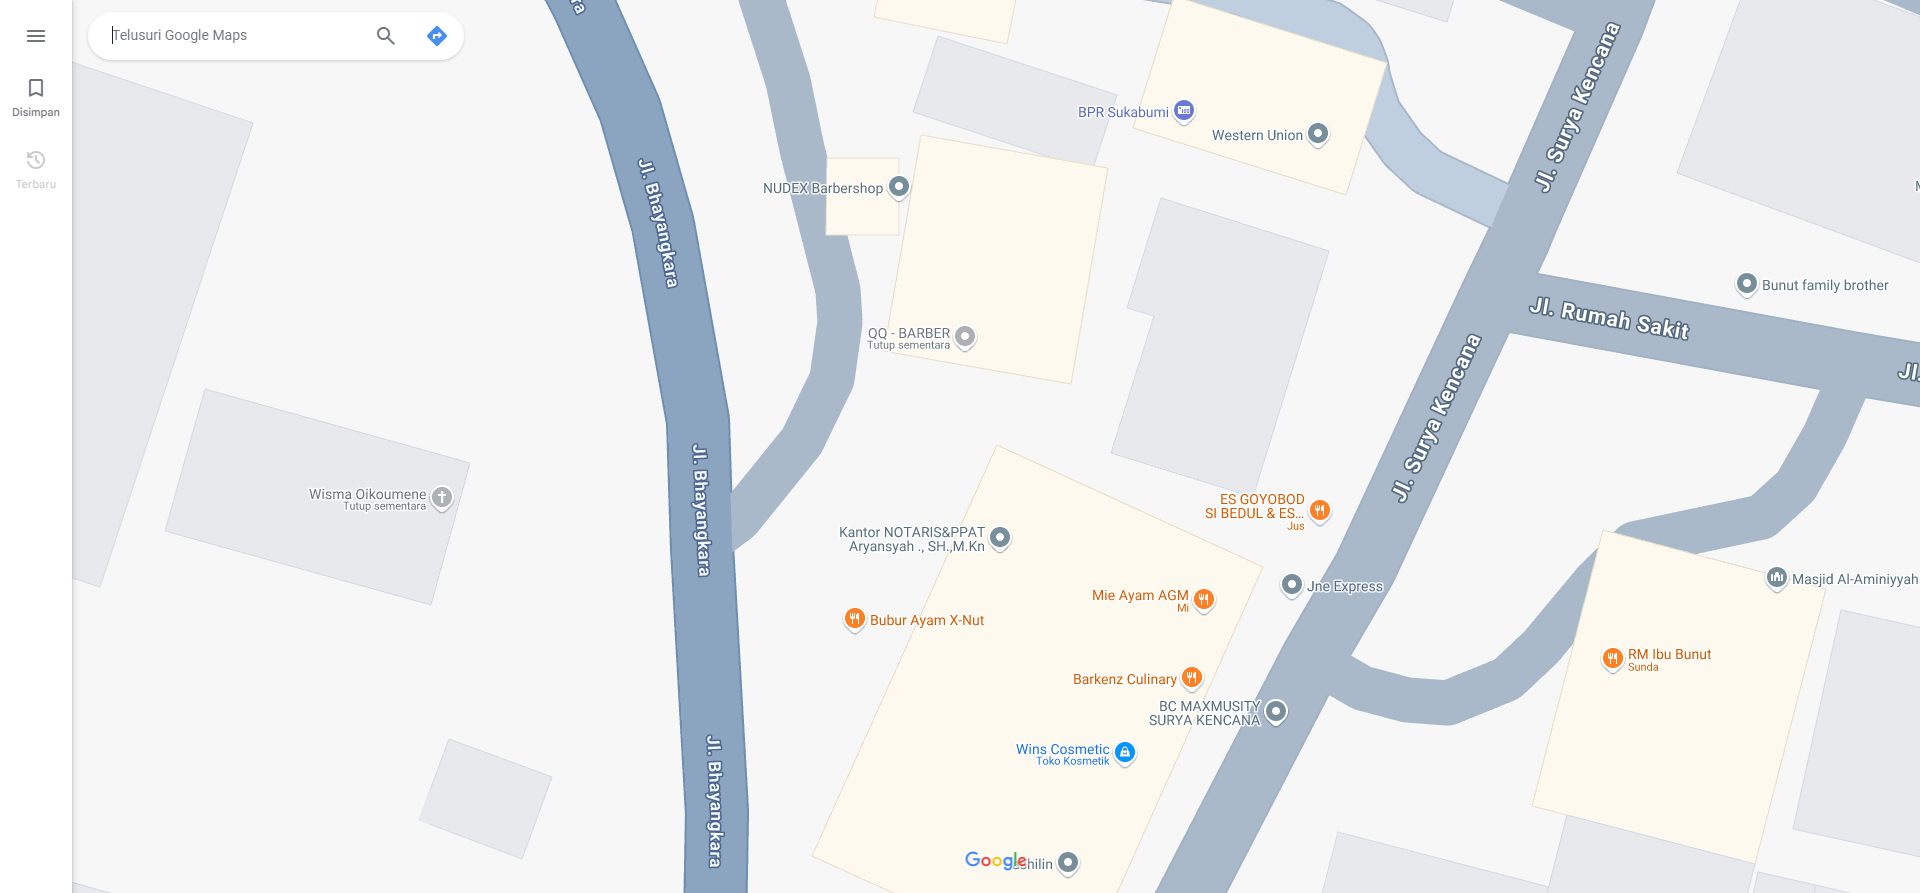 Telusuri Google Maps
Disimpan
Terbaru
Jl. Surya Kencana
BPR Sukabumi
Western Union
Jl. Bhayangkara
NUDEX Barbershop
Bunut family brother
Jl. Rumah Sakit
QQ - BARBER
Tutup sementara
Jl.
Jl. Surya Kencana
Wisma Oikoumene
Tutup sementara
Jl. Bhayangkara
ES GOYOBOD
SI BEDUL & ES...
Jus
Kantor NOTARIS&PPAT
Aryansyah ., SH.,M.Kn
Jne Express
Masjid Al-Aminiyyah
Mie Ayam AGM
Mi
Bubur Ayam X-Nut
RM Ibu Bunut
Sunda
Barkenz Culinary
BC MAXMUSITY
SURYA KENCANA
Wins Cosmetic
Toko Kosmetik
Jl. Bhayangkara
Google